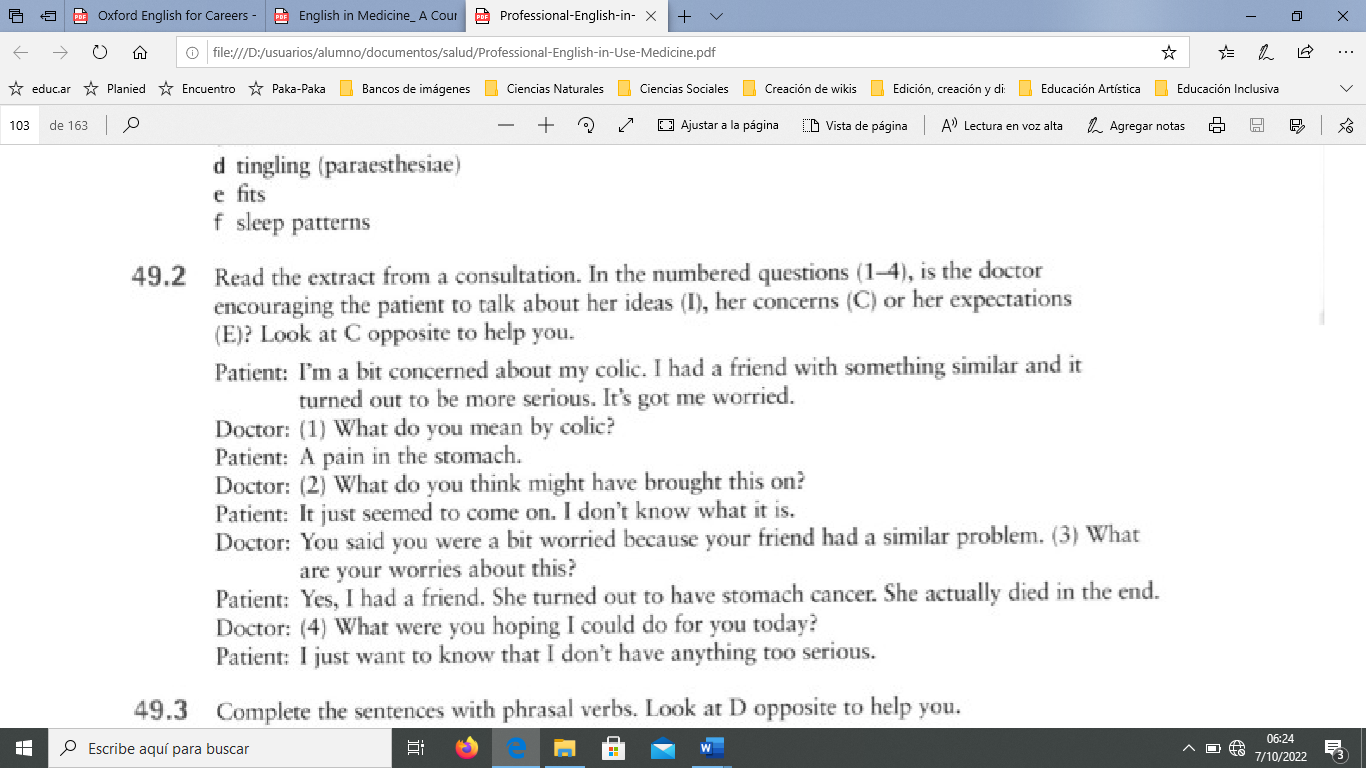 Oxford English for Careers -
English in Medicine_ A Cour
Professional-English-in-
file:///D:/usuarios/alumno/documentos/salud/Professional-English-in-Use-Medicine.pdf
educ.ar
Planied
Encuentro
Paka-Paka
Bancos de imágenes
Ciencias Naturales
Ciencias Sociales
Creación de wikis
Edición, creación y di
Educación Artística
Educación Inclusiva
103 de 163
Ajustar a la página
Vista de página
Lectura en voz alta
Agregar notas
d tingling (paraesthesiae)
e fits
f sleep patterns
49.2 Read the extract from a consultation. In the numbered questions (1–4), is the doctor
encouraging the patient to talk about her ideas (I), her concerns (C) or her expectations
(E)? Look at C opposite to help you.
Patient: I'm a bit concerned about my colic. I had a friend with something similar and it
turned out to be more serious. It's got me worried.
Doctor: (1) What do you mean by colic?
Patient: A pain in the stomach.
Doctor: (2) What do you think might have brought this on?
Patient: It just seemed to come on. I don't know what it is.
Doctor: You said you were a bit worried because your friend had a similar problem. (3) What
are your worries about this?
Patient: Yes, I had a friend. She turned out to have stomach cancer. She actually died in the end.
Doctor: (4) What were you hoping I could do for you today?
Patient: I just want to know that I don't have anything too serious.
49.3 Complete the sentences with phrasal verbs. Look at D opposite to help you.
Escribe aquí para buscar
06:24
7/10/2022
3